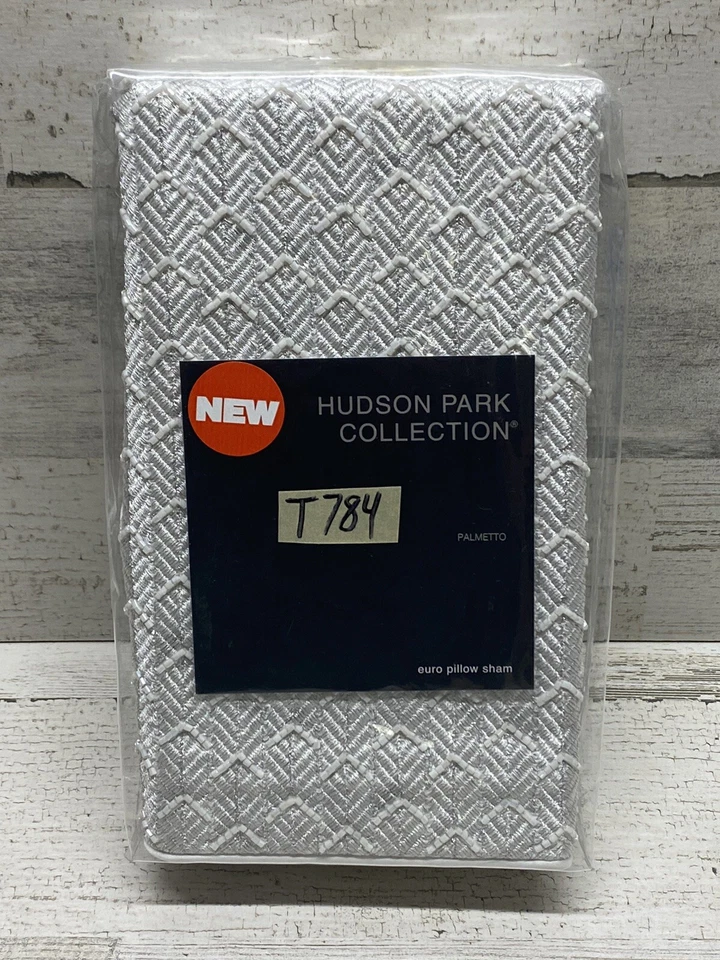 NEW
HUDSON PARK
COLLECTION®
T784
PALMETTO
euro pillow sham